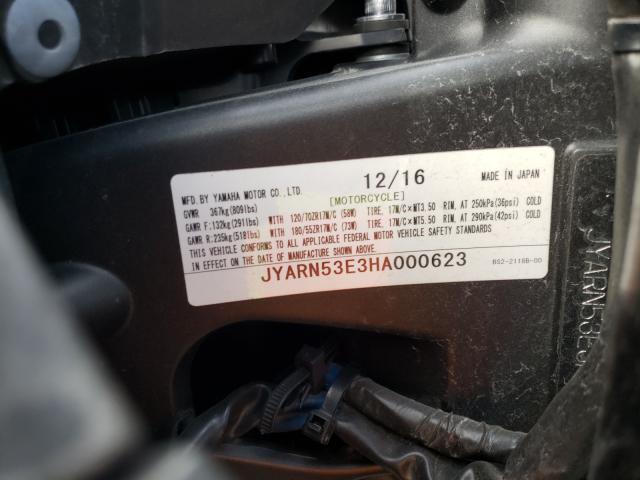 12/16 MADE IN JAPAN
MFD.BY YAMAHA MOTOR CO.,LTD. [MOTORCYCLE]
GVWR 367kg(809lbs)
GAWR F:132kg(291lbs) WITH 120/70ZR17M/C (58W) TIRE, 17M/C×MT3.50 RIM, AT 250kPa(36psi) COLD
GAWR R:235kg(518lbs) WITH 180/55ZR17M/C (73W) TIRE, 17M/C×MT5.50 RIM, AT 290kPa(42psi) COLD
THIS VEHICLE CONFORMS TO ALL APPLICABLE FEDERAL MOTOR VEHICLE SAFETY STANDARDS
IN EFFECT ON THE DATE OF MANUFACTURE SHOWN ABOVE.
JYARN53E3HA000623 BS2-2118B-00
JYARN53E3